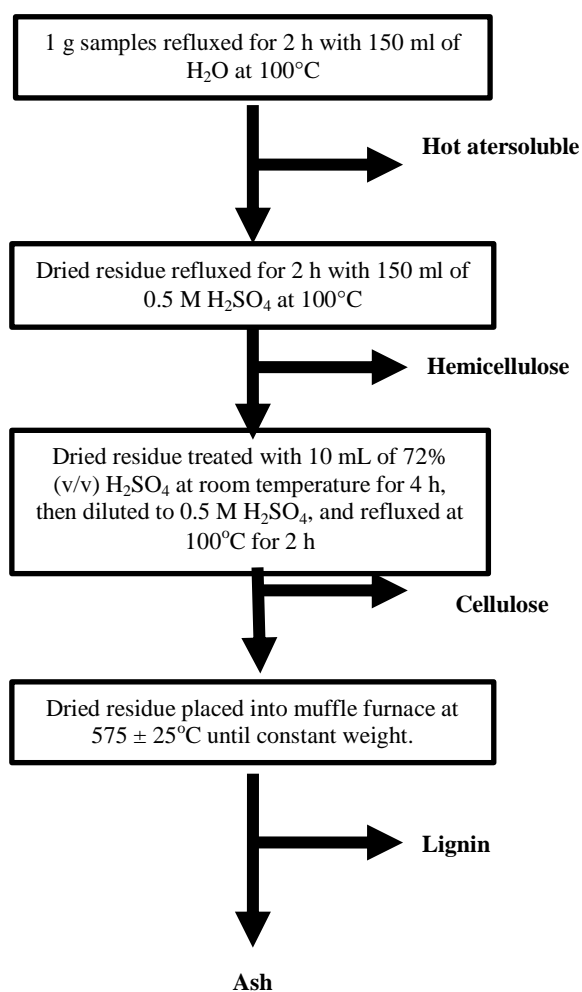 1 g samples refluxed for 2 h with 150 ml of
H₂O at 100°C
Hot atersoluble
Dried residue refluxed for 2 h with 150 ml of
0.5 M H₂SO₄ at 100°C
Hemicellulose
Dried residue treated with 10 mL of 72%
(v/v) H₂SO₄ at room temperature for 4 h,
then diluted to 0.5 M H₂SO₄, and refluxed at
100°C for 2 h
Cellulose
Dried residue placed into muffle furnace at
575 ± 25°C until constant weight.
Lignin
Ash